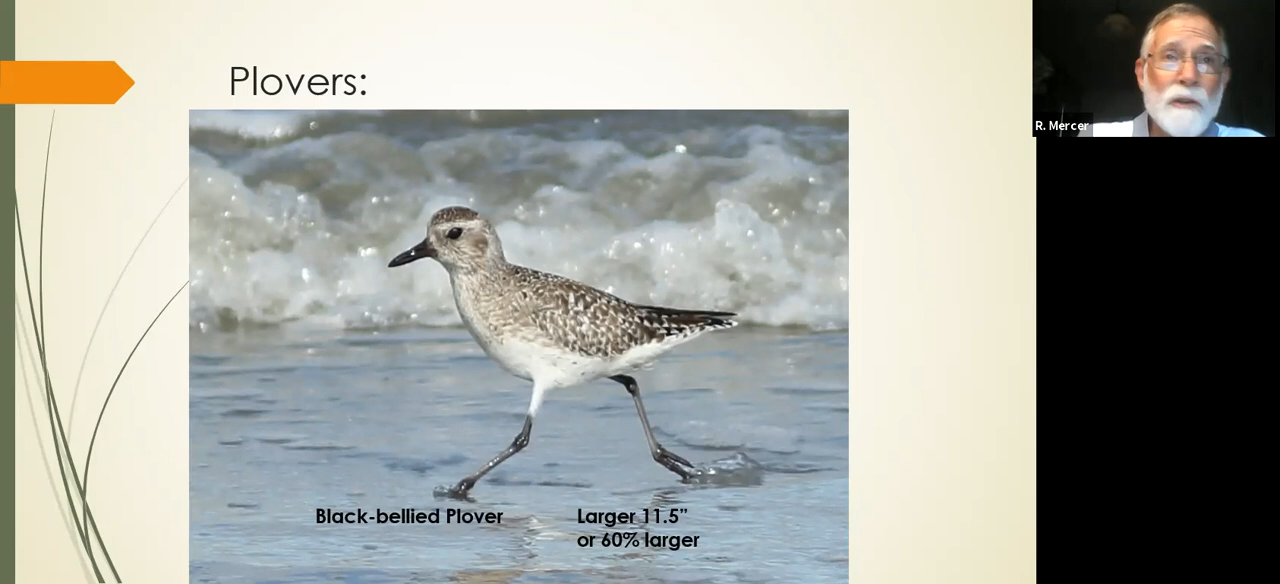 Plovers:
R. Mercer
Black-bellied Plover
Larger 11.5”
or 60% larger